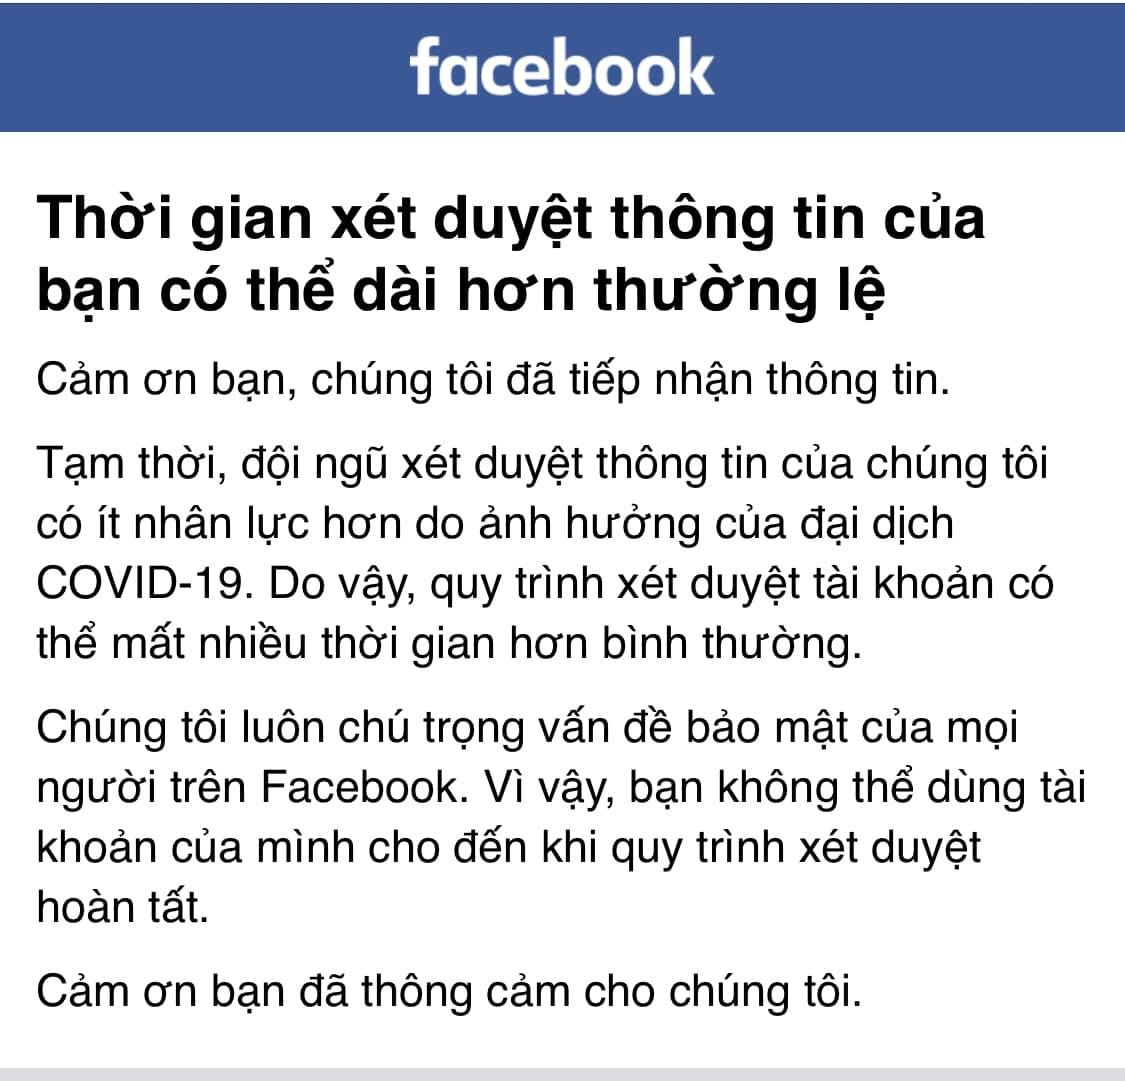 facebook
Thời gian xét duyệt thông tin của
bạn có thể dài hơn thường lệ
Cảm ơn bạn, chúng tôi đã tiếp nhận thông tin.
Tạm thời, đội ngũ xét duyệt thông tin của chúng tôi
có ít nhân lực hơn do ảnh hưởng của đại dịch
COVID-19. Do vậy, quy trình xét duyệt tài khoản có
thể mất nhiều thời gian hơn bình thường.
Chúng tôi luôn chú trọng vấn đề bảo mật của mọi
người trên Facebook. Vì vậy, bạn không thể dùng tài
khoản của mình cho đến khi quy trình xét duyệt
hoàn tất.
Cảm ơn bạn đã thông cảm cho chúng tôi.